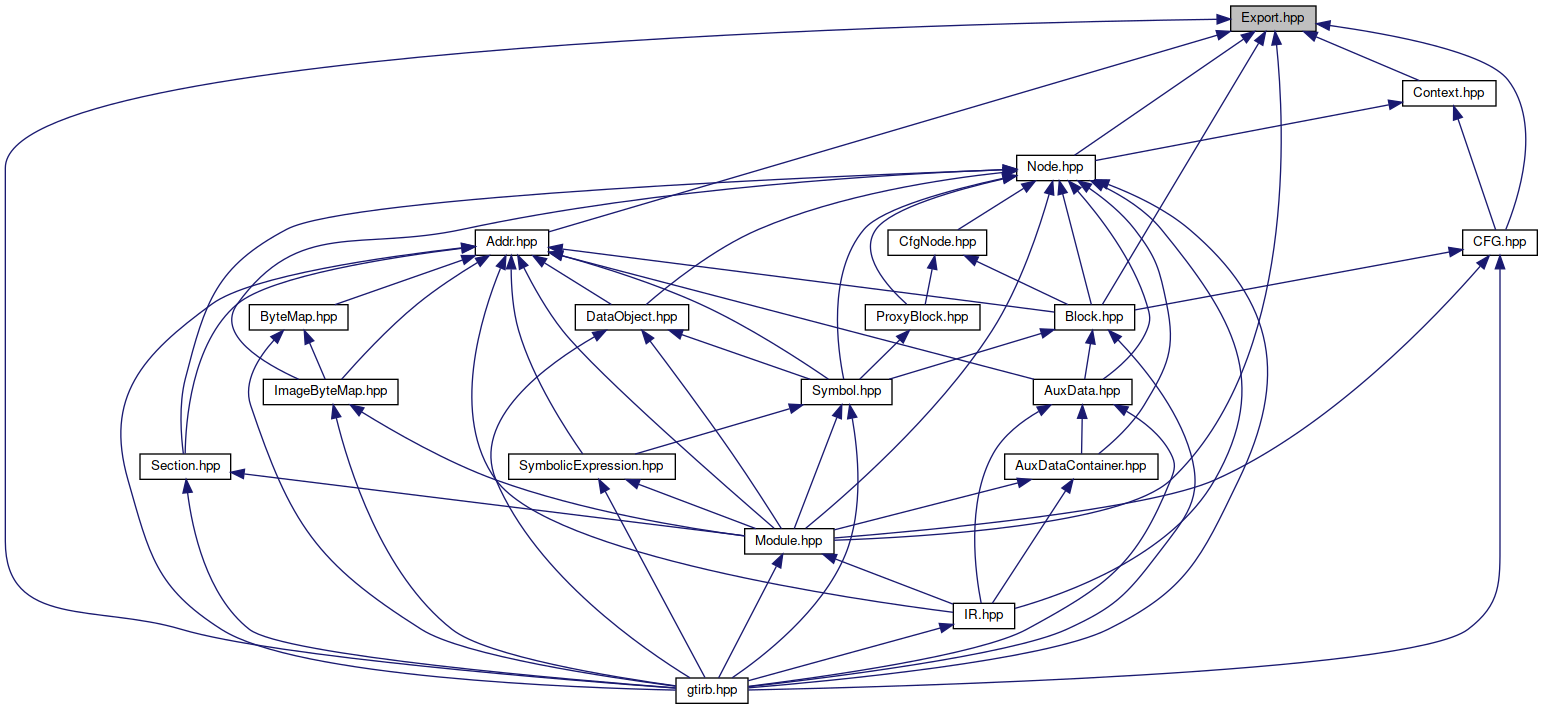 Export.hpp
Context.hpp
Node.hpp
Addr.hpp
CfgNode.hpp
CFG.hpp
ByteMap.hpp
DataObject.hpp
ProxyBlock.hpp
Block.hpp
ImageByteMap.hpp
Symbol.hpp
AuxData.hpp
Section.hpp
SymbolicExpression.hpp
AuxDataContainer.hpp
Module.hpp
IR.hpp
gtirb.hpp